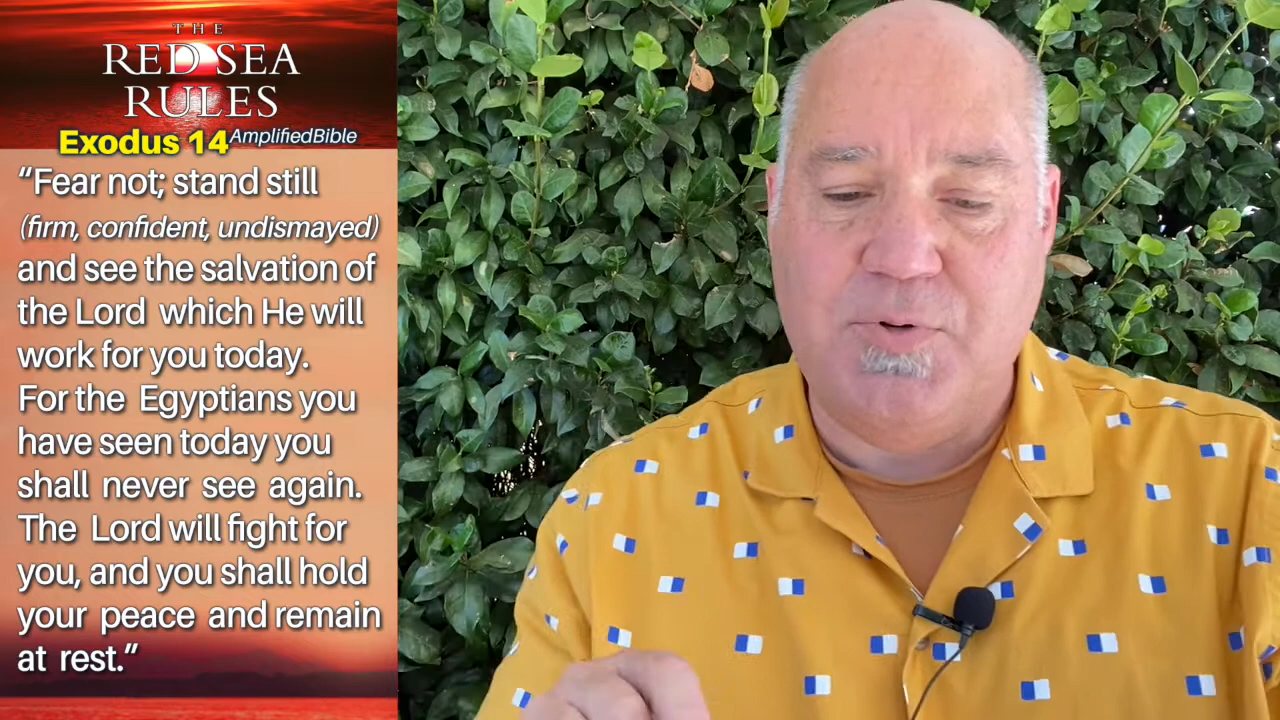 THE
RED SEA
RULES
Exodus 14 AmplifiedBible
“Fear not; stand still
(firm, confident, undismayed)
and see the salvation of
the Lord which He will
work for you today.
For the Egyptians you
have seen today you
shall never see again.
The Lord will fight for
you, and you shall hold
your peace and remain
at rest.”